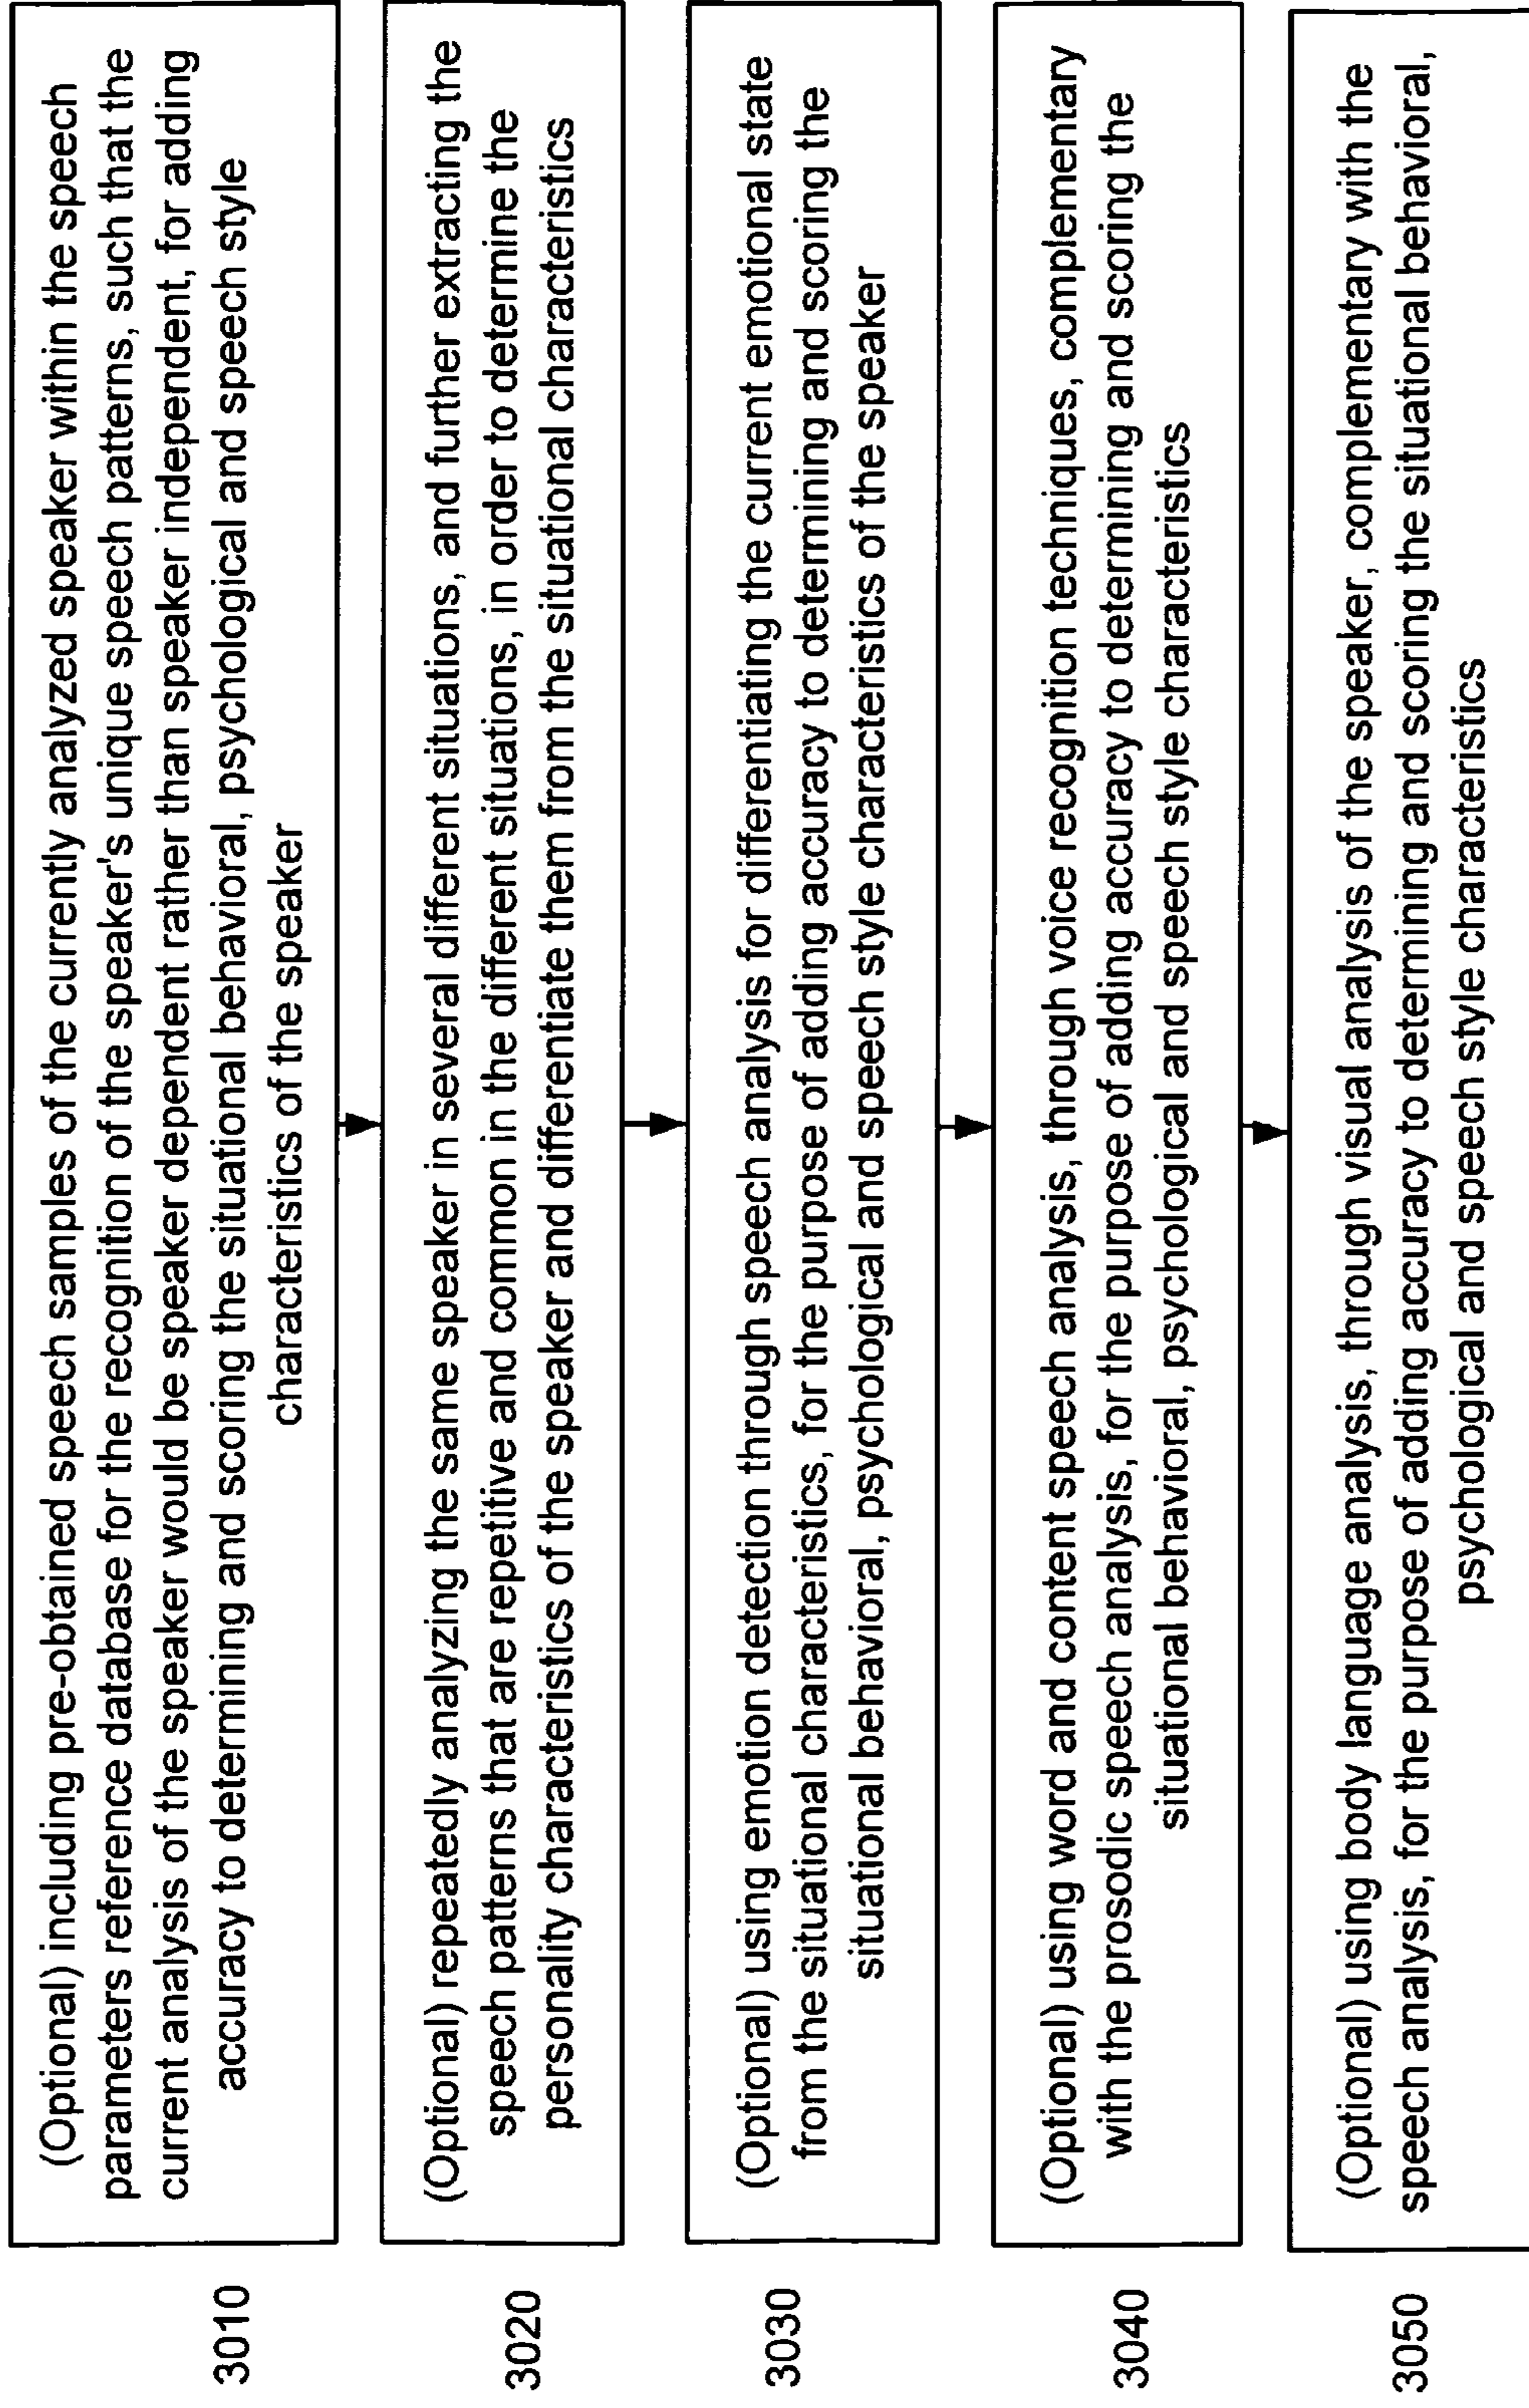 3010
(Optional) including pre-obtained speech samples of the currently analyzed speaker within the speech
parameters reference database for the recognition of the speaker's unique speech patterns, such that the
current analysis of the speaker would be speaker dependent rather than speaker independent, for adding
accuracy to determining and scoring the situational behavioral, psychological and speech style
characteristics of the speaker
3020
(Optional) repeatedly analyzing the same speaker in several different situations, and further extracting the
speech patterns that are repetitive and common in the different situations, in order to determine the
personality characteristics of the speaker and differentiate them from the situational characteristics
3030
(Optional) using emotion detection through speech analysis for differentiating the current emotional state
from the situational characteristics, for the purpose of adding accuracy to determining and scoring the
situational behavioral, psychological and speech style characteristics of the speaker
3040
(Optional) using word and content speech analysis, through voice recognition techniques, complementary
with the prosodic speech analysis, for the purpose of adding accuracy to determining and scoring the
situational behavioral, psychological and speech style characteristics
3050
(Optional) using body language analysis, through visual analysis of the speaker, complementary with the
speech analysis, for the purpose of adding accuracy to determining and scoring the situational behavioral,
psychological and speech style characteristics